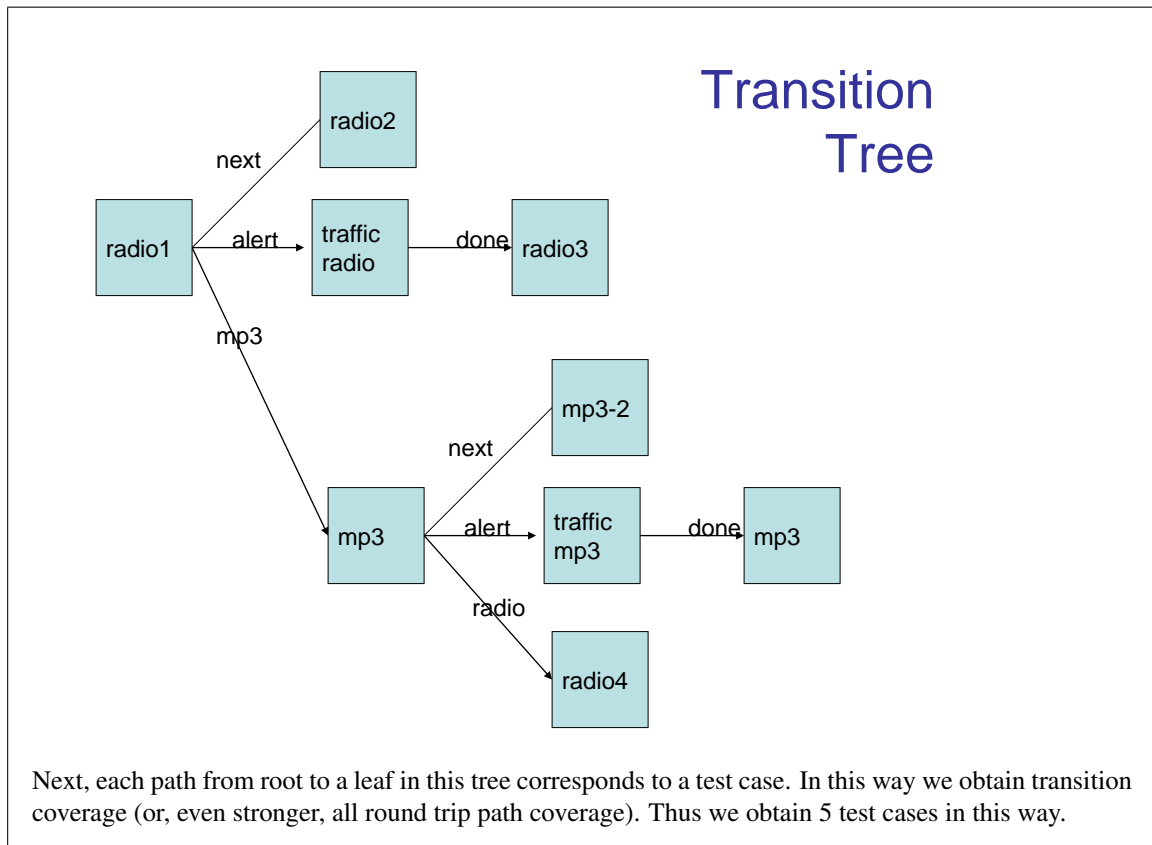 Transition
Tree
radio2
next
radio1
alert
traffic
radio
done
radio3
mp3
mp3-2
next
mp3
alert
traffic
mp3
done
mp3
radio
radio4
Next, each path from root to a leaf in this tree corresponds to a test case. In this way we obtain transition
coverage (or, even stronger, all round trip path coverage). Thus we obtain 5 test cases in this way.